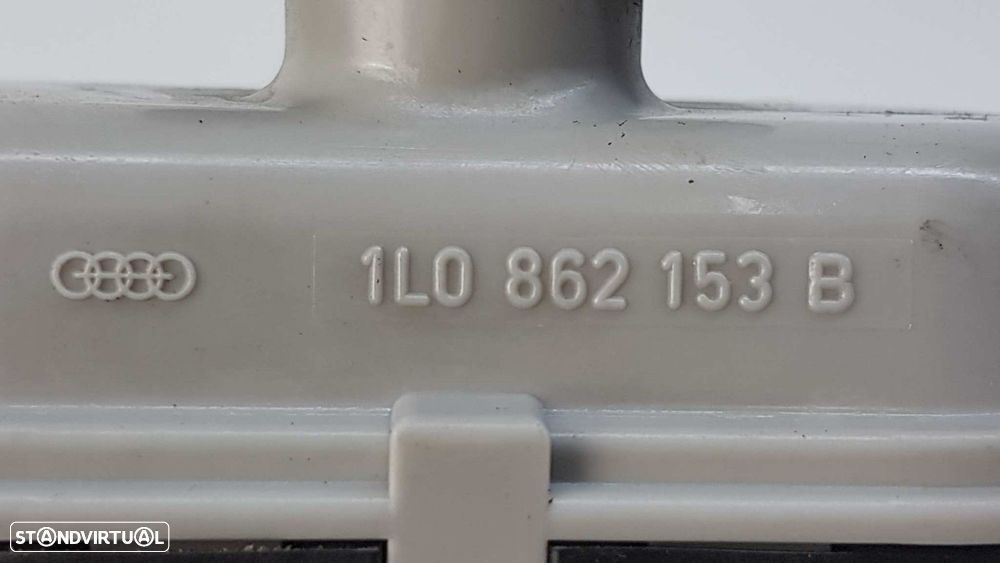 1L0 862 153 B
STANDVIRTUAL